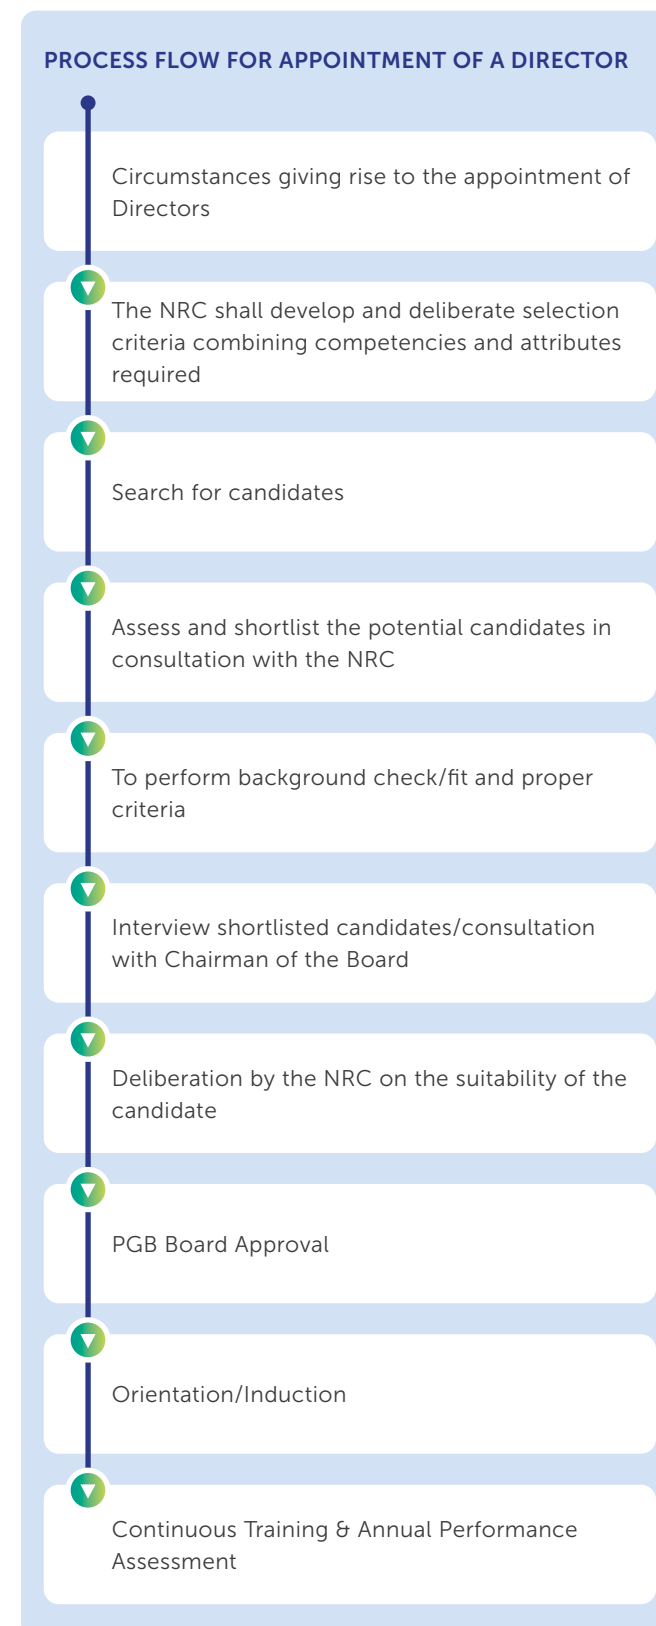 PROCESS FLOW FOR APPOINTMENT OF A DIRECTOR
Circumstances giving rise to the appointment of
Directors
The NRC shall develop and deliberate selection
criteria combining competencies and attributes
required
Search for candidates
Assess and shortlist the potential candidates in
consultation with the NRC
To perform background check/fit and proper
criteria
Interview shortlisted candidates/consultation
with Chairman of the Board
Deliberation by the NRC on the suitability of the
candidate
PGB Board Approval
Orientation/Induction
Continuous Training & Annual Performance
Assessment